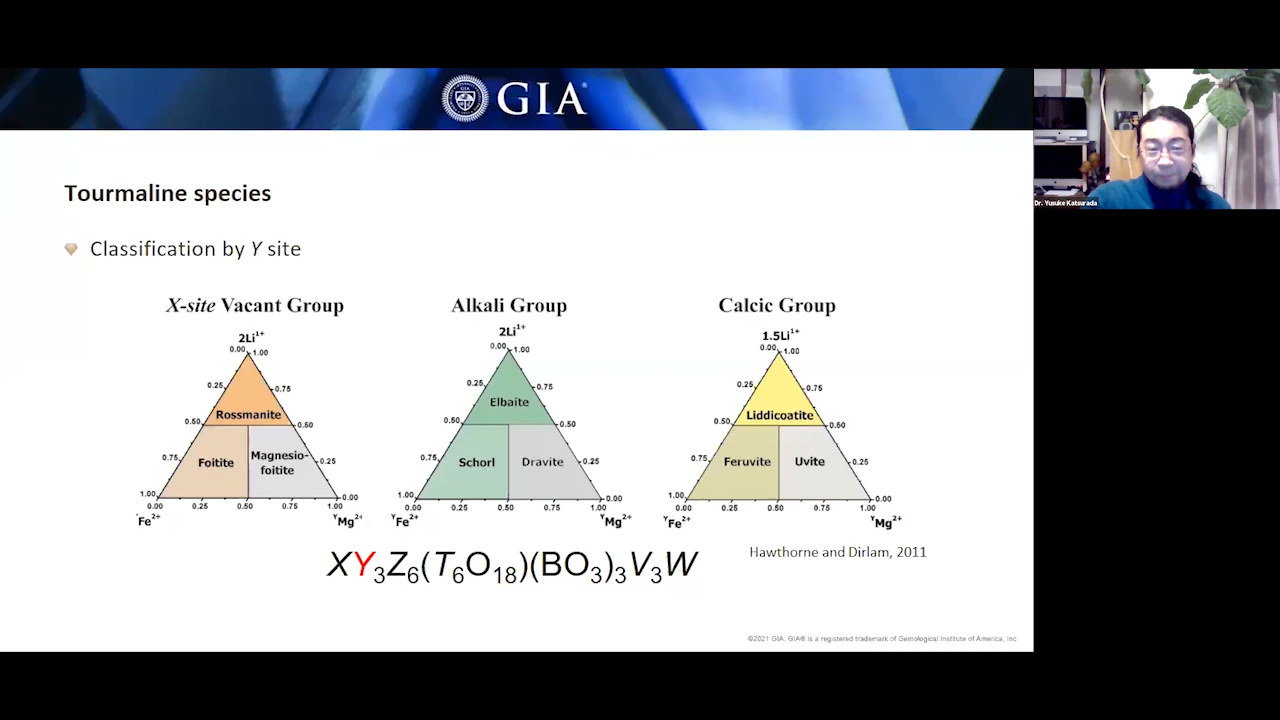 GIA®
Tourmaline species
Classification by Y site
X-site Vacant Group
2Li1+
0.00 1.00
0.25 0.75
Rossmanite
0.50 0.50
0.75 Foitite Magnesio-foitite 0.25
1.00 0.00
0.00 0.25 0.50 0.75 1.00
YFe2+ YMg2+
Alkali Group
2Li1+
0.00 1.00
0.25 0.75
Elbaite
0.50 0.50
0.75 Schorl Dravite 0.25
1.00 0.00
0.00 0.25 0.50 0.75 1.00
YFe2+ YMg2+
Calcic Group
1.5Li1+
0.00 1.00
0.25 0.75
Liddicoatite
0.50 0.50
0.75 Feruvite Uvite 0.25
1.00 0.00
0.00 0.25 0.50 0.75 1.00
YFe2+ YMg2+
XY3Z6(T6O18)(BO3)3V3W
Hawthorne and Dirlam, 2011
©2021 GIA. GIA® is a registered trademark of Gemological Institute of America, Inc
Dr. Yusuke Katsurada